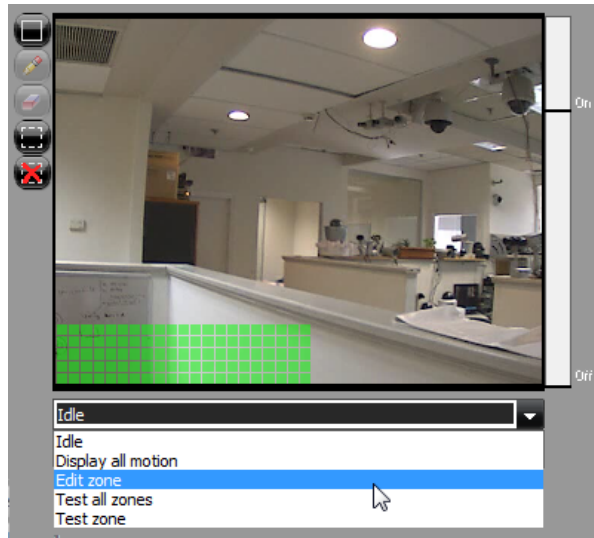 On
Off
Idle
Idle
Display all motion
Edit zone
Test all zones
Test zone